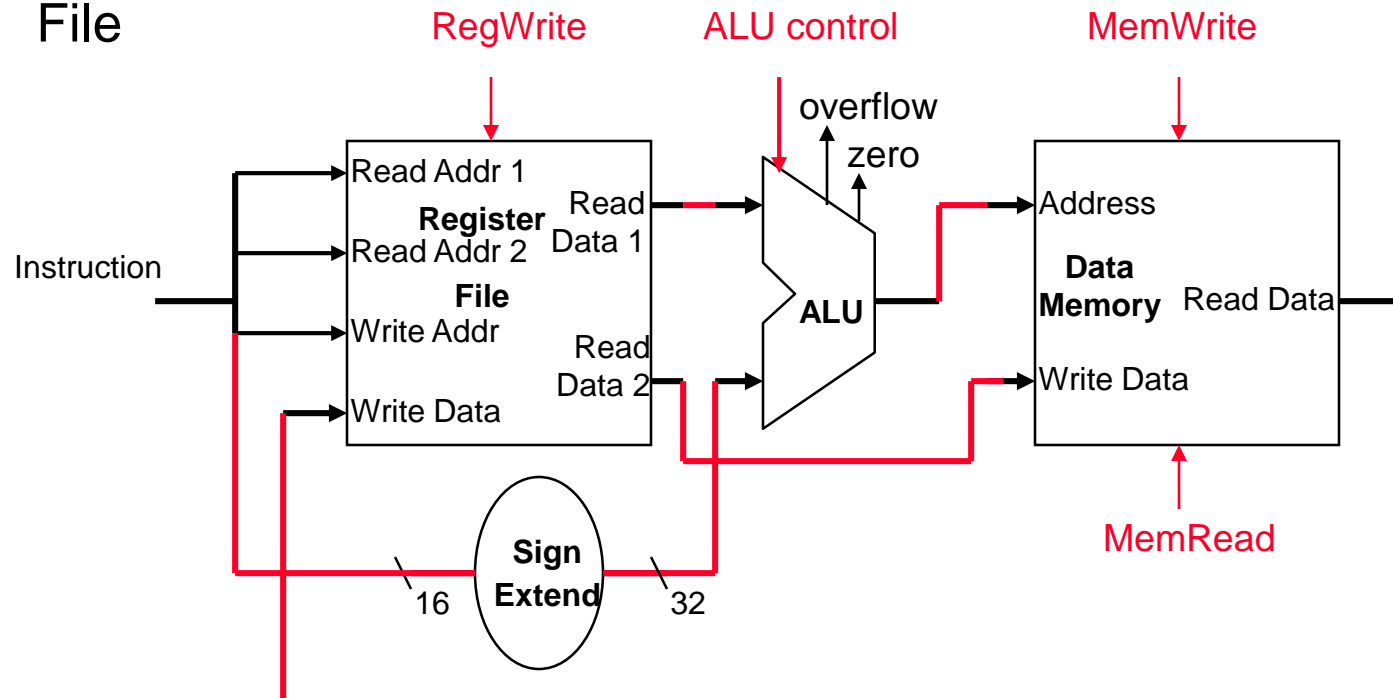 File
RegWrite
ALU control
MemWrite
overflow
zero
Instruction
Read Addr 1
Register
Read Addr 2
File
Write Addr
Write Data
Read
Data 1
Read
Data 2
ALU
Address
Data
Memory
Read Data
Write Data
MemRead
Sign
Extend
16
32